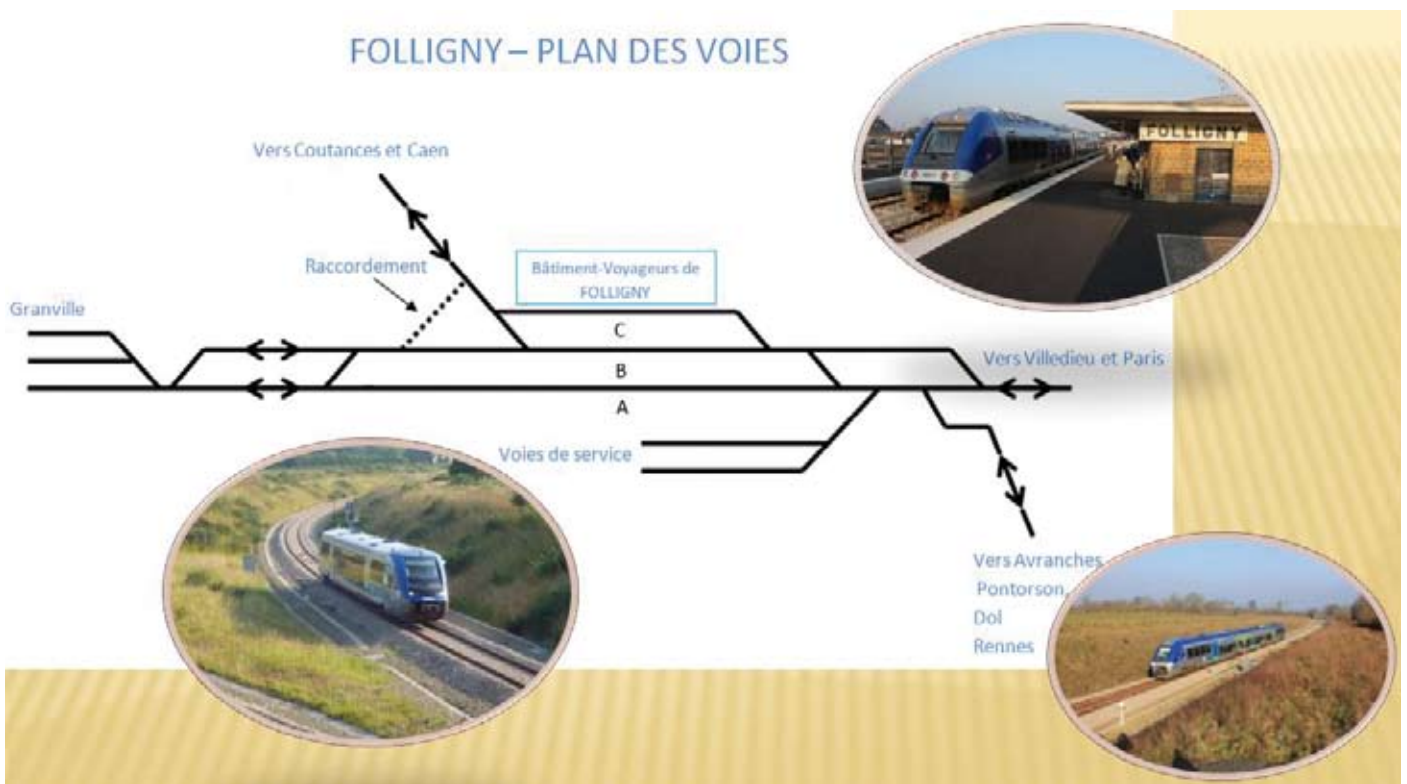 FOLLIGNY – PLAN DES VOIES
FOLLIGNY
Vers Coutances et Caen
Raccordement
Bâtiment-Voyageurs de
FOLLIGNY
Granville
C
B
A
Vers Villedieu et Paris
Voies de service
Vers Avranches
Pontorson,
Dol
Rennes